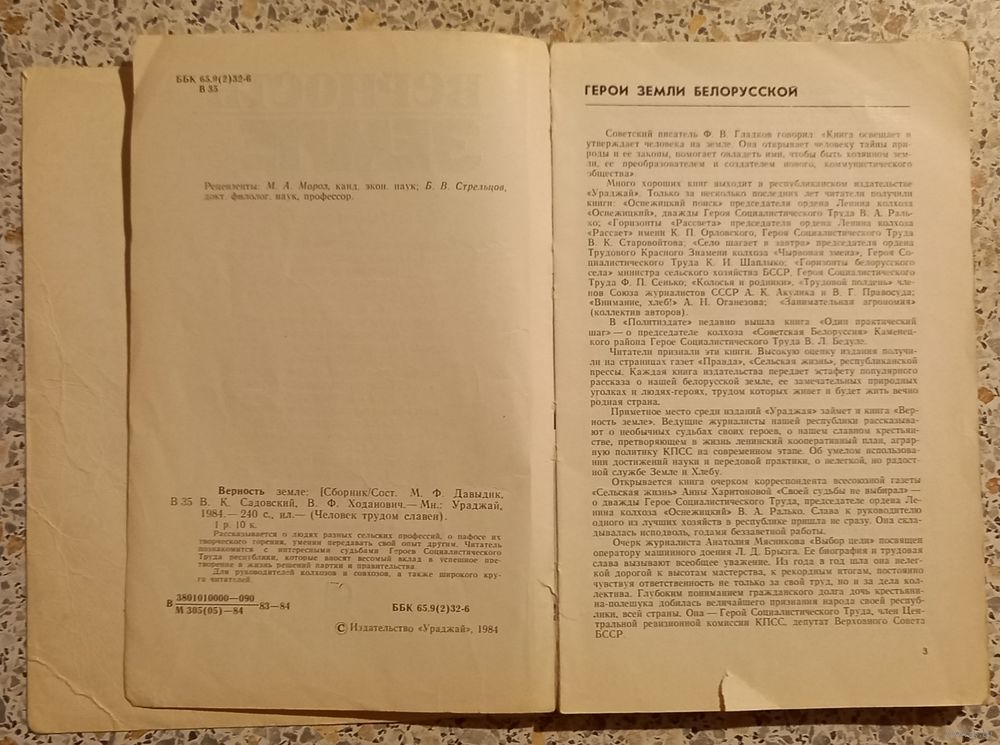 ББК 65.9(2)32-6
В 35
Рецензенты: М. А. Мороз, канд. экон. наук; Б. В. Стрельцов,
докт. филолог. наук, профессор.
Верность земле: [Сборник/Сост. М. Ф. Давыдик,
В 35 В. К. Садовский, В. Ф. Ходанович.— Мн.: Ураджай,
1984.— 240 с., ил.— (Человек трудом славен).
1 р. 10 к.
Рассказывается о людях разных сельских профессий, о пафосе их
творческого горения, умении передавать свой опыт другим. Читатель
познакомится с интересными судьбами Героев Социалистического
Труда республики, которые вносят весомый вклад в успешное пре-
творение в жизнь решений партии и правительства.
Для руководителей колхозов и совхозов, а также широкого кру-
га читателей.
В 3801010000—090
М 305(05)—84 —83—84
ББК 65.9(2)32-6
© Издательство «Ураджай», 1984
ГЕРОИ ЗЕМЛИ БЕЛОРУССКОЙ
Советский писатель Ф. В. Гладков говорил: «Книга освещает и
утверждает человека на земле. Она открывает человеку тайны при-
роды и ее законы, помогает овладеть ими, чтобы быть хозяином зем-
ли, ее преобразователем и создателем нового, коммунистического
общества».
Много хороших книг выходит в республиканском издательстве
«Ураджай». Только за несколько последних лет читатели получили
книги: «Оснежицкий поиск» председателя ордена Ленина колхоза
«Оснежицкий», дважды Героя Социалистического Труда В. А. Раль-
ко; «Горизонты «Рассвета» председателя ордена Ленина колхоза
«Рассвет» имени К. П. Орловского, Героя Социалистического Труда
В. К. Старовойтова; «Село шагает в завтра» председателя ордена
Трудового Красного Знамени колхоза «Чырвоная змена», Героя Со-
циалистического Труда К. И. Шаплыко; «Горизонты белорусского
села» министра сельского хозяйства БССР, Героя Социалистического
Труда Ф. П. Сенько; «Колосья и родники», «Трудовой полдень» чле-
нов Союза журналистов СССР А. К. Акулика и В. Г. Правосуда;
«Внимание, хлеб!» А. Н. Оганезова; «Занимательная агрономия»
(коллектив авторов).
В «Политиздате» недавно вышла книга «Один практический
шаг» — о председателе колхоза «Советская Белоруссия» Каменец-
кого района Герое Социалистического Труда В. Л. Бедуле.
Читатели признали эти книги. Высокую оценку издания получи-
ли на страницах газет «Правда», «Сельская жизнь», республиканской
прессы. Каждая книга издательства передает эстафету популярного
рассказа о нашей белорусской земле, ее замечательных природных
уголках и людях-героях, трудом которых живет и будет жить вечно
родная страна.
Приметное место среди изданий «Ураджая» займет и книга «Вер-
ность земле». Ведущие журналисты нашей республики рассказыва-
ют о необычных судьбах своих героев, о нашем славном крестьян-
стве, претворяющем в жизнь ленинский кооперативный план, аграр-
ную политику КПСС на современном этапе. Об умелом использова-
нии достижений науки и передовой практики, о нелегкой, но радост-
ной службе Земле и Хлебу.
Открывается книга очерком корреспондента всесоюзной газеты
«Сельская жизнь» Анны Харитоновой «Своей судьбы не выбирал» —
о дважды Герое Социалистического Труда, председателе ордена Ле-
нина колхоза «Оснежицкий» В. А. Ралько. Слава к руководителю
одного из лучших хозяйств в республике пришла не сразу. Она скла-
дывалась исподволь, годами беззаветной работы.
Очерк журналиста Анатолия Мясникова «Выбор цели» посвящен
оператору машинного доения Л. Д. Брызга. Ее биография и трудовая
слава вызывают всеобщее уважение. Из года в год шла она нелег-
кой дорогой к высотам мастерства, к рекордным итогам, постоянно
чувствуя ответственность не только за свой труд, но и за дела кол-
лектива. Глубоким пониманием гражданского долга дочь крестьяни-
на-полещука добилась величайшего признания народа своей респуб-
лики, всей страны. Она — Герой Социалистического Труда, член Цен-
тральной ревизионной комиссии КПСС, депутат Верховного Совета
БССР.
3